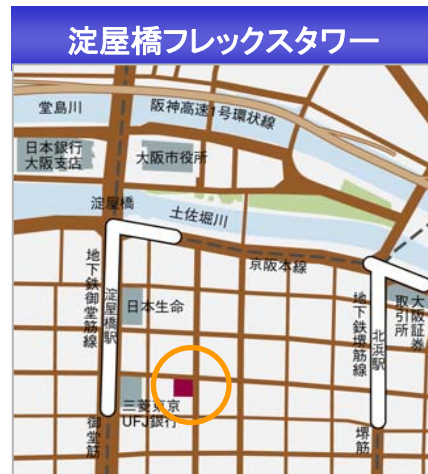 淀屋橋フレックスタワー
堂島川
阪神高速1号環状線
日本銀行
大阪支店
大阪市役所
淀屋橋
土佐堀川
京阪本線
地下鉄御堂筋線
淀屋橋駅
日本生命
地下鉄堺筋線
北浜駅
大阪証券
取引所
三菱東京
UFJ銀行
御堂筋
堺筋